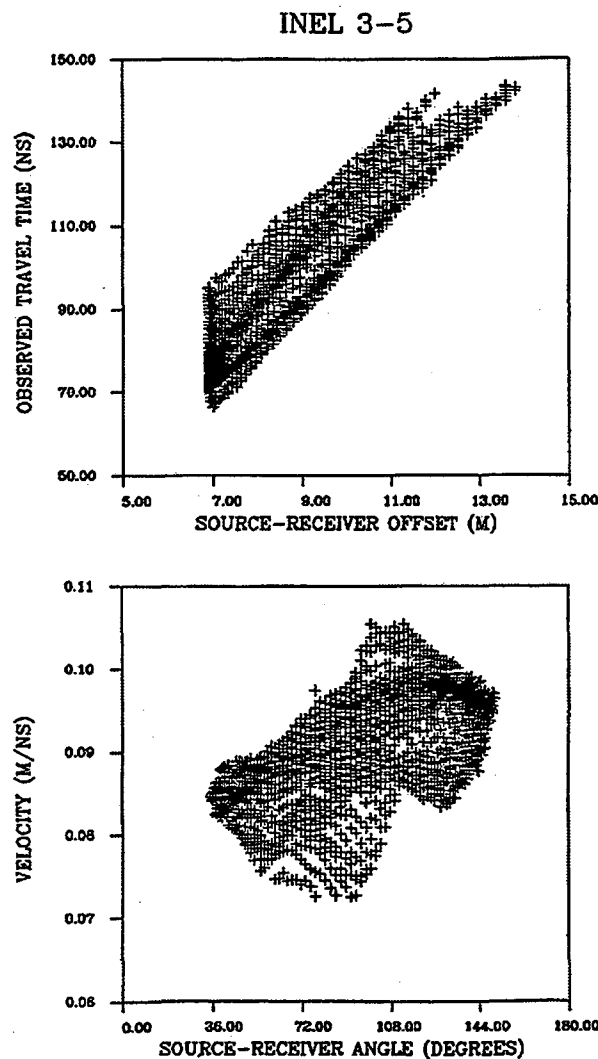 INEL 3-5
150.00
130.00
110.00
90.00
70.00
50.00
OBSERVED TRAVEL TIME (NS)
5.00 7.00 9.00 11.00 13.00 15.00
SOURCE-RECEIVER OFFSET (M)
0.11
0.10
0.09
0.08
0.07
0.06
VELOCITY (M/NS)
0.00 36.00 72.00 108.00 144.00 180.00
SOURCE-RECEIVER ANGLE (DEGREES)